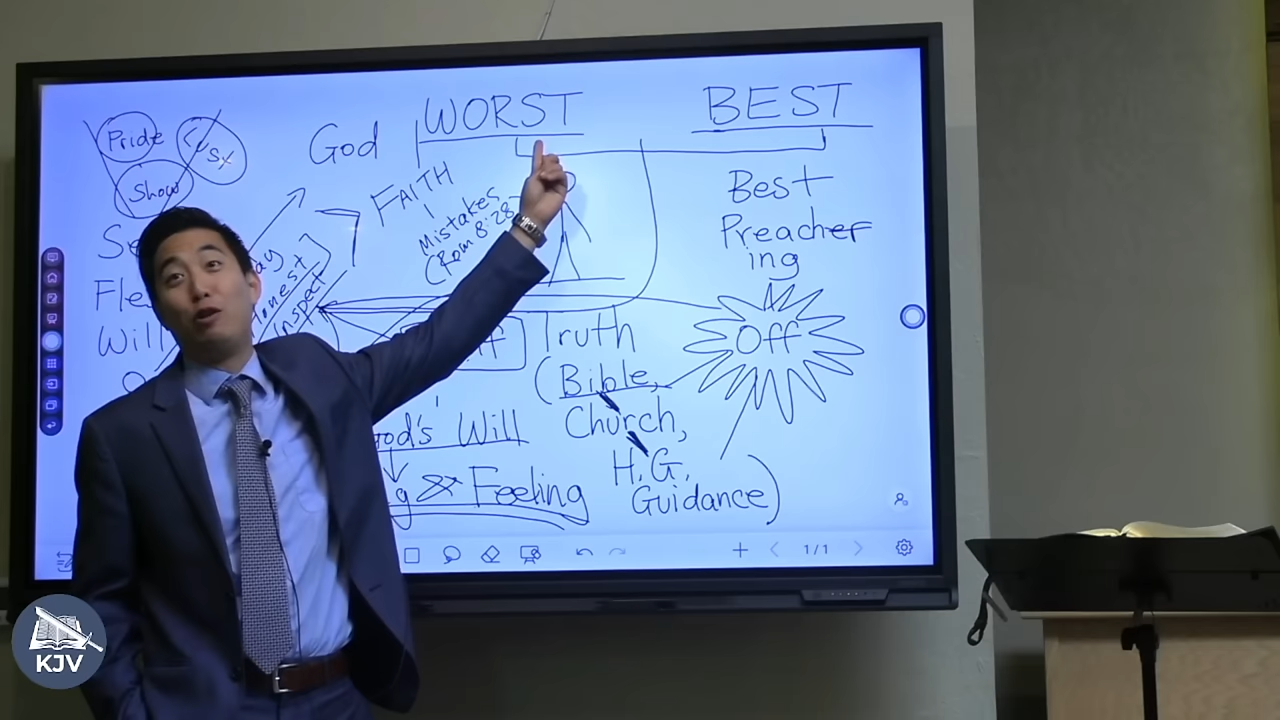 WORST
BEST
Pride
Show
God
FAITH
Mistakes
(Rom 8:28)
Best
Preacher
ing
Honest
Inspect
Will
Off
Truth
(Bible,
Church,
H.G.
Guidance)
God's Will
Feeling
1/1
KJV